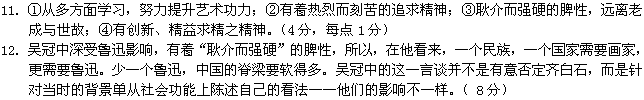 11. ①从多方面学习，努力提升艺术功力；②有着热烈而刻苦的追求精神；③耿介而强硬的脾性，远离老
成与世故；④有创新、精益求精之精神。（4分，每点1分）
12. 吴冠中深受鲁迅影响，有着“耿介而强硬”的脾性，所以，在他看来，一个民族，一个国家需要画家，
更需要鲁迅。少一个鲁迅，中国的脊梁要软得多。吴冠中的这一言谈并不是有意否定齐白石，而是针
对当时的背景单从社会功能上陈述自己的看法——他们的影响不一样。（ 8分）